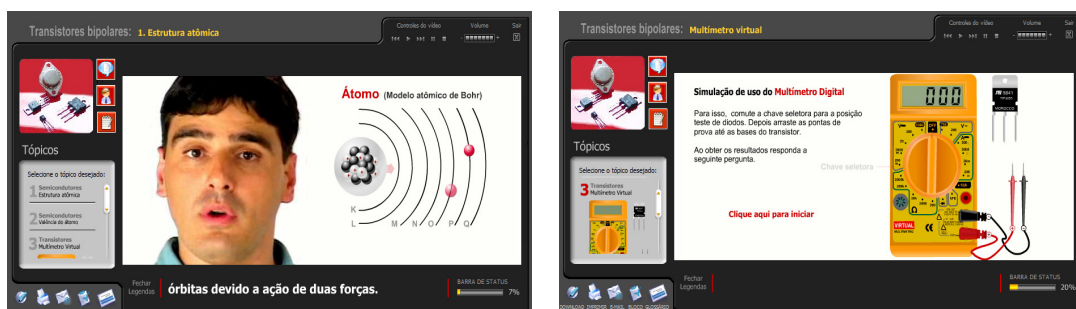 Transistores bipolares: 1. Estrutura atômica
Controles do vídeo Volume Sair
Átomo (Modelo atômico de Bohr)
K
L M N O P Q
Tópicos
Selecione o tópico desejado:
1 Semicondutores
Estrutura atômica
2 Semicondutores
Valência do átomo
3 Transistores
Multímetro Virtual
Fechar
Legendas
órbitas devido a ação de duas forças.
BARRA DE STATUS
7%
Transistores bipolares: Multímetro virtual
Controles do vídeo Volume Sair
Simulação de uso do Multímetro Digital
Para isso, comute a chave seletora para a posição
teste de díodos. Depois arraste as pontas de
prova até as bases do transistor.
Ao obter os resultados responda a
seguinte pergunta.
Chave seletora
Clique aqui para iniciar
000
VIRTUAL
Tópicos
Selecione o tópico desejado:
3 Transistores
Multímetro Virtual
Fechar
Legendas
BARRA DE STATUS
20%
DOWNLOAD IMPRIMIR E-MAIL BLOCO GLOSSÁRIO